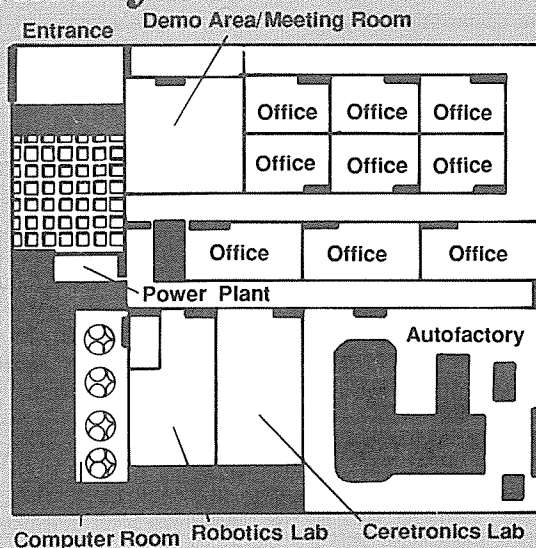 Demo Area/Meeting Room
Entrance
Office Office Office
Office Office Office
Office Office Office
Power Plant
Autofactory
Computer Room Robotics Lab Ceretronics Lab